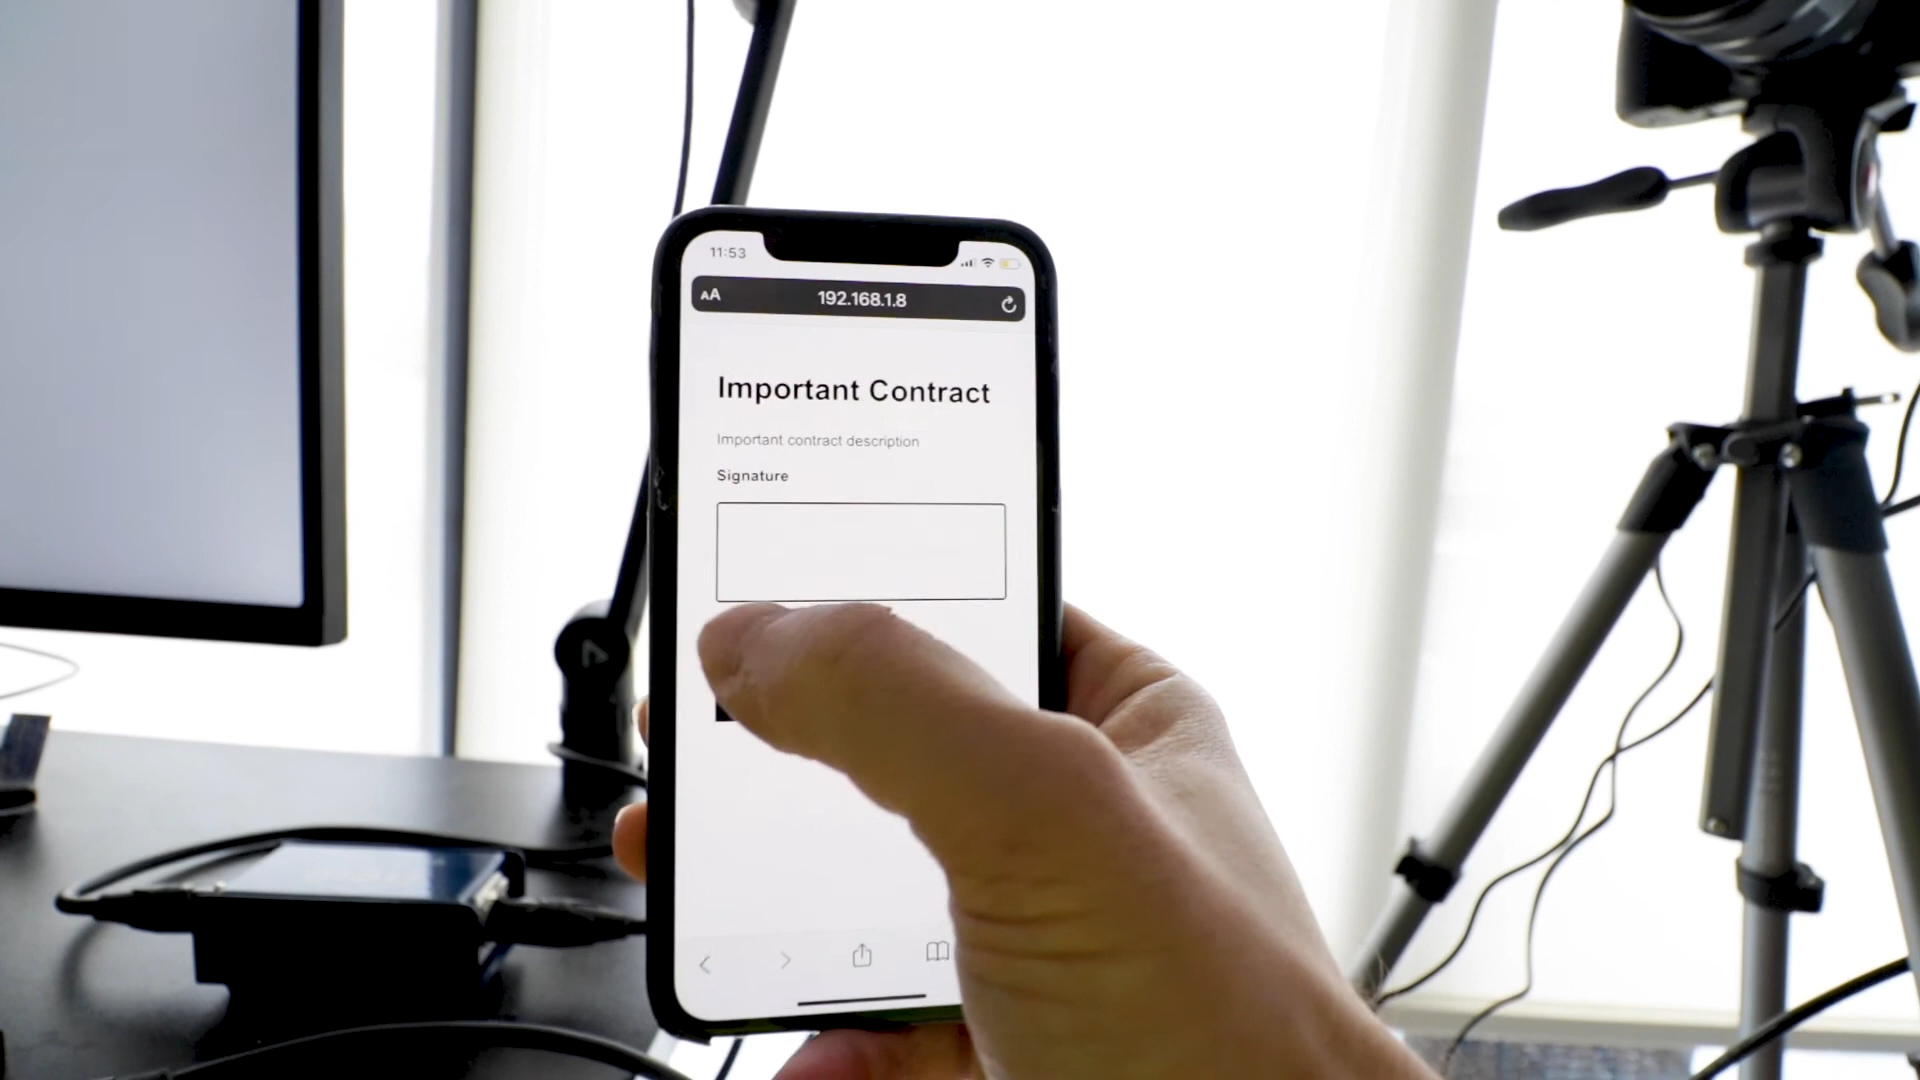 11:53
AA 192.168.1.8
Important Contract
Important contract description
Signature